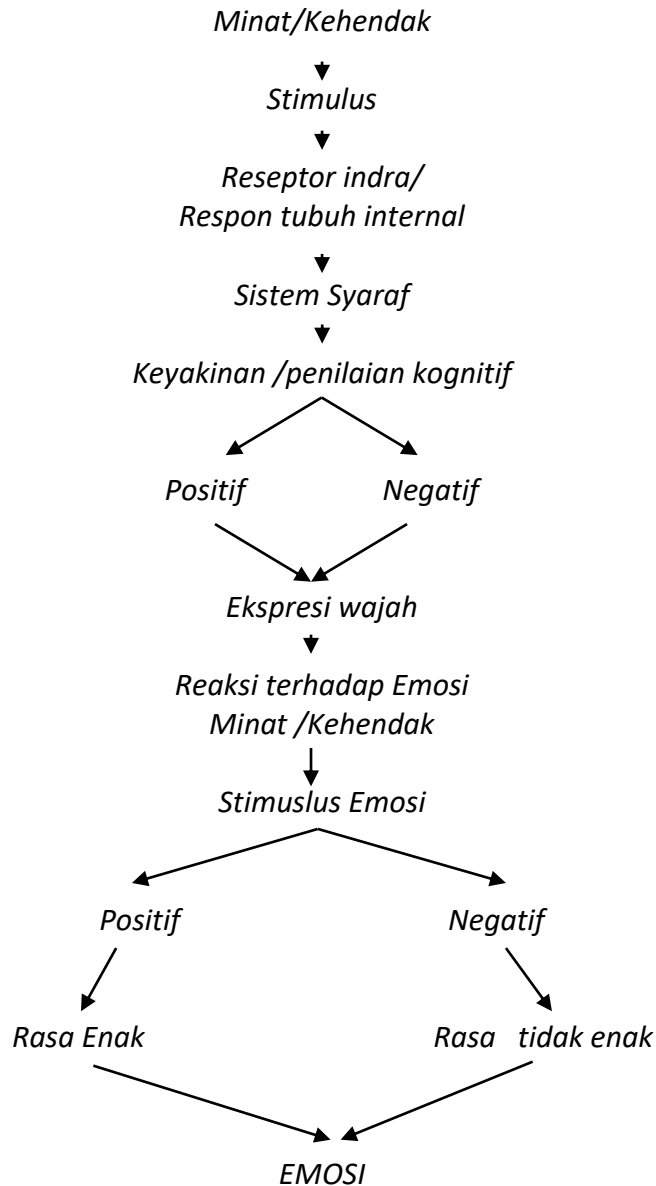 Minat/Kehendak
Stimulus
Reseptor indra/
Respon tubuh internal
Sistem Syaraf
Keyakinan /penilaian kognitif
Positif Negatif
Ekspresi wajah
Reaksi terhadap Emosi
Minat /Kehendak
Stimuslus Emosi
Positif Negatif
Rasa Enak Rasa tidak enak
EMOSI